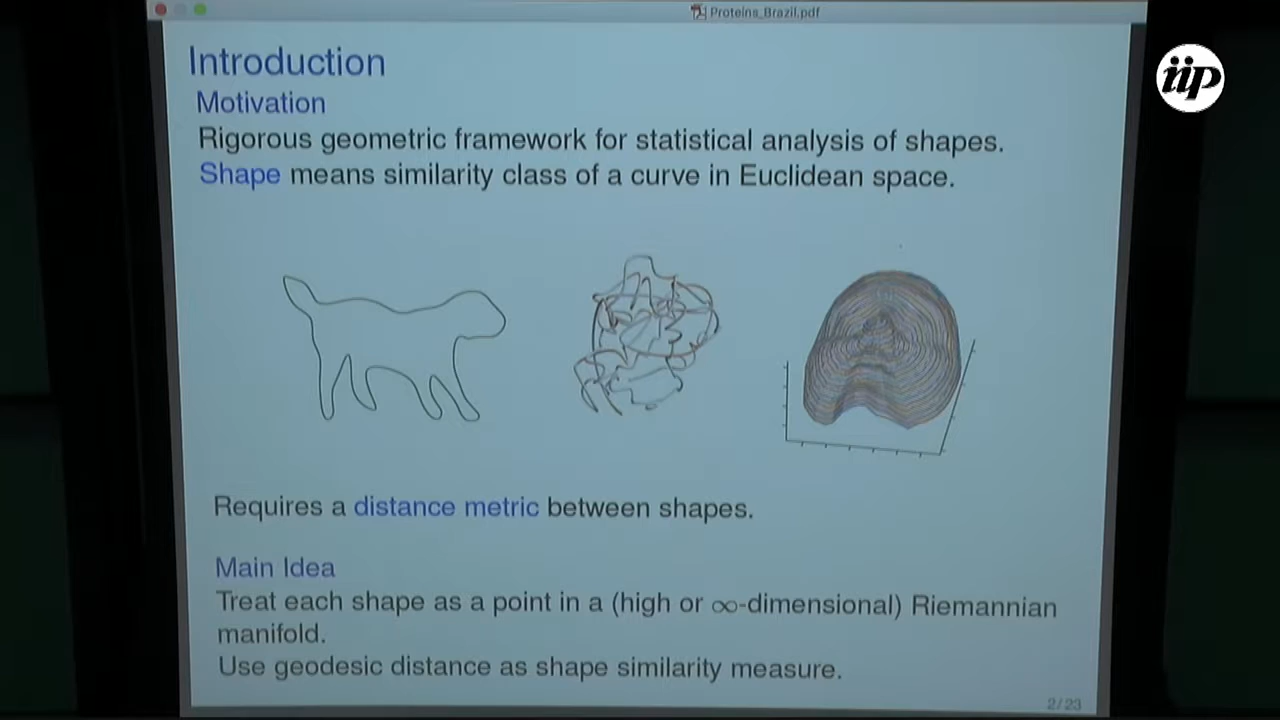 Proteins_Brazil.pdf
iip
Introduction
Motivation
Rigorous geometric framework for statistical analysis of shapes.
Shape means similarity class of a curve in Euclidean space.
Requires a distance metric between shapes.
Main Idea
Treat each shape as a point in a (high or ∞-dimensional) Riemannian
manifold.
Use geodesic distance as shape similarity measure.
2/23